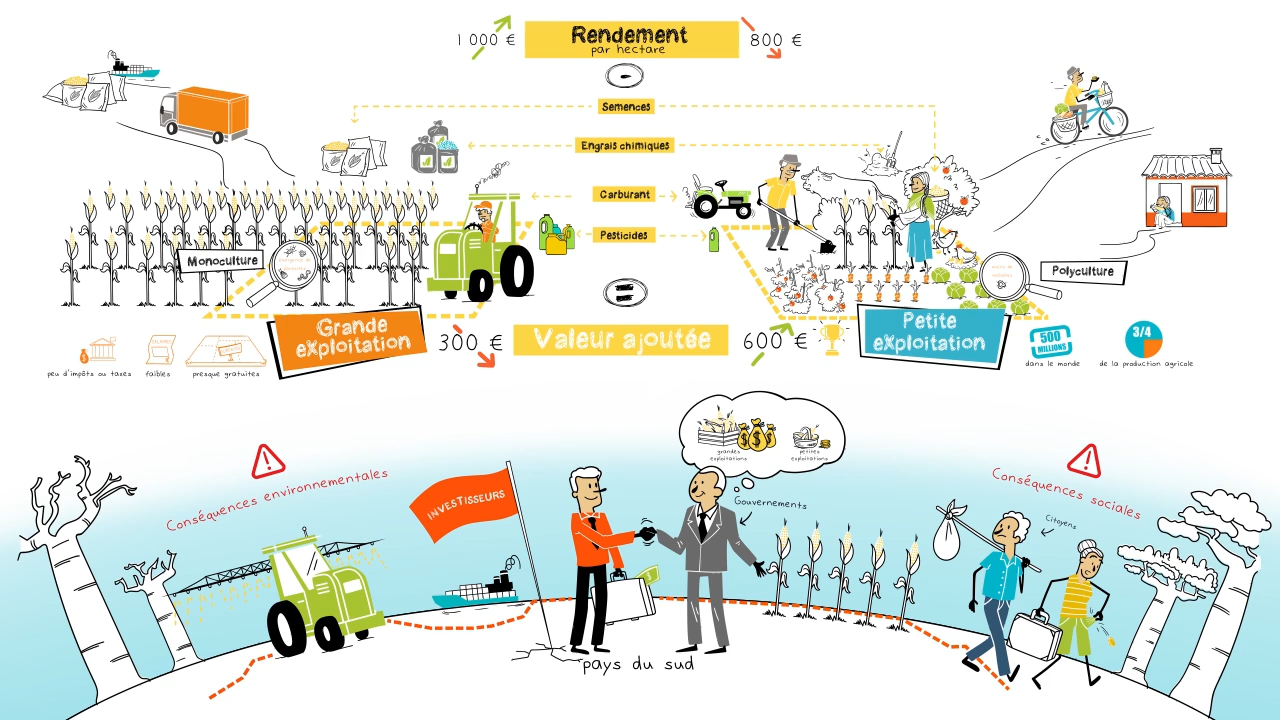 1 000 €
Rendement
par hectare
800 €
Semences
Engrais chimiques
Carburant
Pesticides
Monoculture
Polyculture
Grande
exploitation
300 €
Valeur ajoutée
600 €
Petite
exploitation
500
MILLIONS
dans le monde
3/4
de la production agricole
peu d'impôts ou taxes
faibles
presque gratuites
grandes
exploitations
petites
exploitations
Conséquences environnementales
INVESTISSEURS
Gouvernements
Conséquences sociales
Citoyens
pays du sud